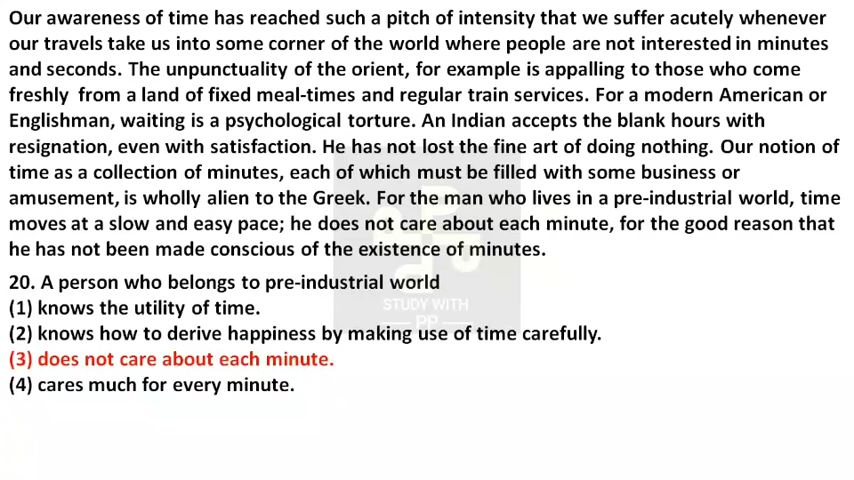 Our awareness of time has reached such a pitch of intensity that we suffer acutely whenever
our travels take us into some corner of the world where people are not interested in minutes
and seconds. The unpunctuality of the orient, for example is appalling to those who come
freshly from a land of fixed meal-times and regular train services. For a modern American or
Englishman, waiting is a psychological torture. An Indian accepts the blank hours with
resignation, even with satisfaction. He has not lost the fine art of doing nothing. Our notion of
time as a collection of minutes, each of which must be filled with some business or
amusement, is wholly alien to the Greek. For the man who lives in a pre-industrial world, time
moves at a slow and easy pace; he does not care about each minute, for the good reason that
he has not been made conscious of the existence of minutes.
20. A person who belongs to pre-industrial world
(1) knows the utility of time.
(2) knows how to derive happiness by making use of time carefully.
(3) does not care about each minute.
(4) cares much for every minute.
STUDY WITH
PP